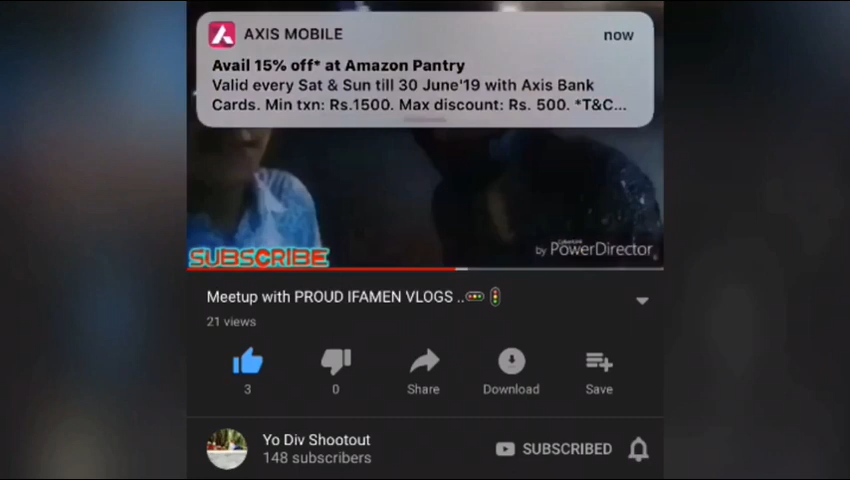 AXIS MOBILE
now
Avail 15% off* at Amazon Pantry
Valid every Sat & Sun till 30 June'19 with Axis Bank
Cards. Min txn: Rs.1500. Max discount: Rs. 500. *T&C...
SUBSCRIBE
by CyberLink PowerDirector
Meetup with PROUD IFAMEN VLOGS ..🚥🚦
21 views
3
0
Share
Download
Save
Yo Div Shootout
148 subscribers
SUBSCRIBED